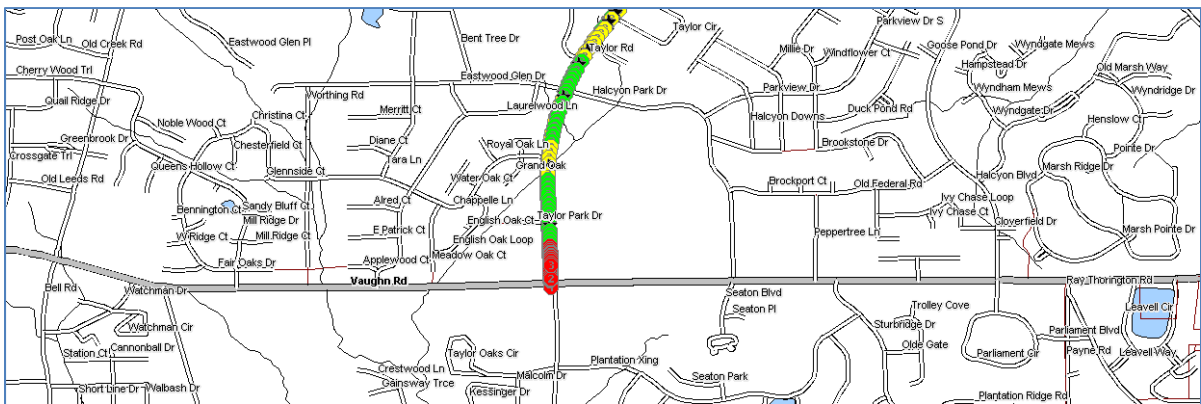 Post Oak Ln
Old Creek Rd
Eastwood Glen Pl
Bent Tree Dr
Taylor Cir
Parkview Dr S
Taylor Rd
Millie Dr
Windflower Ct
Goose Pond Dr
Wyndgate Mews
Hampstead Dr
Old Marsh Way
Cherry Wood Trl
Eastwood Glen Dr
Halcyon Park Dr
Parkview Dr
Wyndham Mews
Wyndridge Dr
Quail Ridge Dr
Worthing Rd
Merritt Ct
Laurelwood Ln
Duck Pond Rd
Wyndgate Dr
Noble Wood Ct
Christina Ct
Halcyon Downs
Henslow Ct
Greenbrook Dr
Chesterfield Ct
Diane Ct
Royal Oak Ln
Brookstone Dr
Pointe Dr
Crossgate Trl
Queens Hollow Ct
Tara Ln
Grand Oak
Marsh Ridge Dr
Glennside Ct
Water Oak Ct
Halcyon Blvd
Old Leeds Rd
Brockport Ct
Old Federal Rd
Sandy Bluff Ct
Alred Ct
Chappelle Ln
Ivy Chase Loop
Bennington Ct
Mill Ridge Dr
English Oak Ct
Taylor Park Dr
Ivy Chase Ct
Cloverfield Dr
W Ridge Ct
Mill Ridge Ct
E Patrick Ct
English Oak Loop
Peppertree Ln
Marsh Pointe Dr
Fair Oaks Dr
Applewood Ct
Meadow Oak Ct
3
2
Vaughn Rd
Ray Thorington Rd
Bell Rd
Watchman Dr
Seaton Blvd
Seaton Pl
Trolley Cove
Leavell Cir
Watchman Cir
Sturbridge Dr
Parliament Blvd
Station Ct
Cannonball Dr
Taylor Oaks Cir
Olde Gate
Parliament Cir
Payne Rd
Leavell Way
Crestwood Ln
Plantation Xing
Short Line Dr
Walbash Dr
Gainsway Trce
Malcolm Dr
Kessinger Dr
Seaton Park
Plantation Ridge Rd